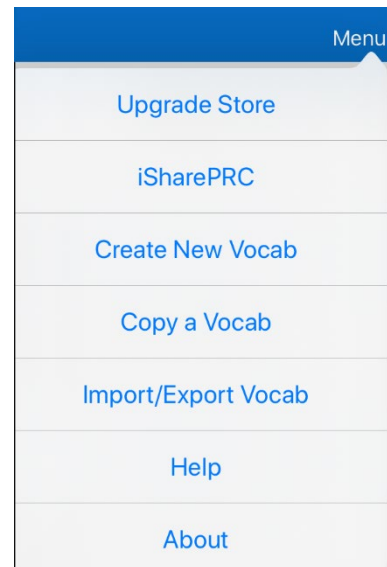 Menu
Upgrade Store
iSharePRC
Create New Vocab
Copy a Vocab
Import/Export Vocab
Help
About